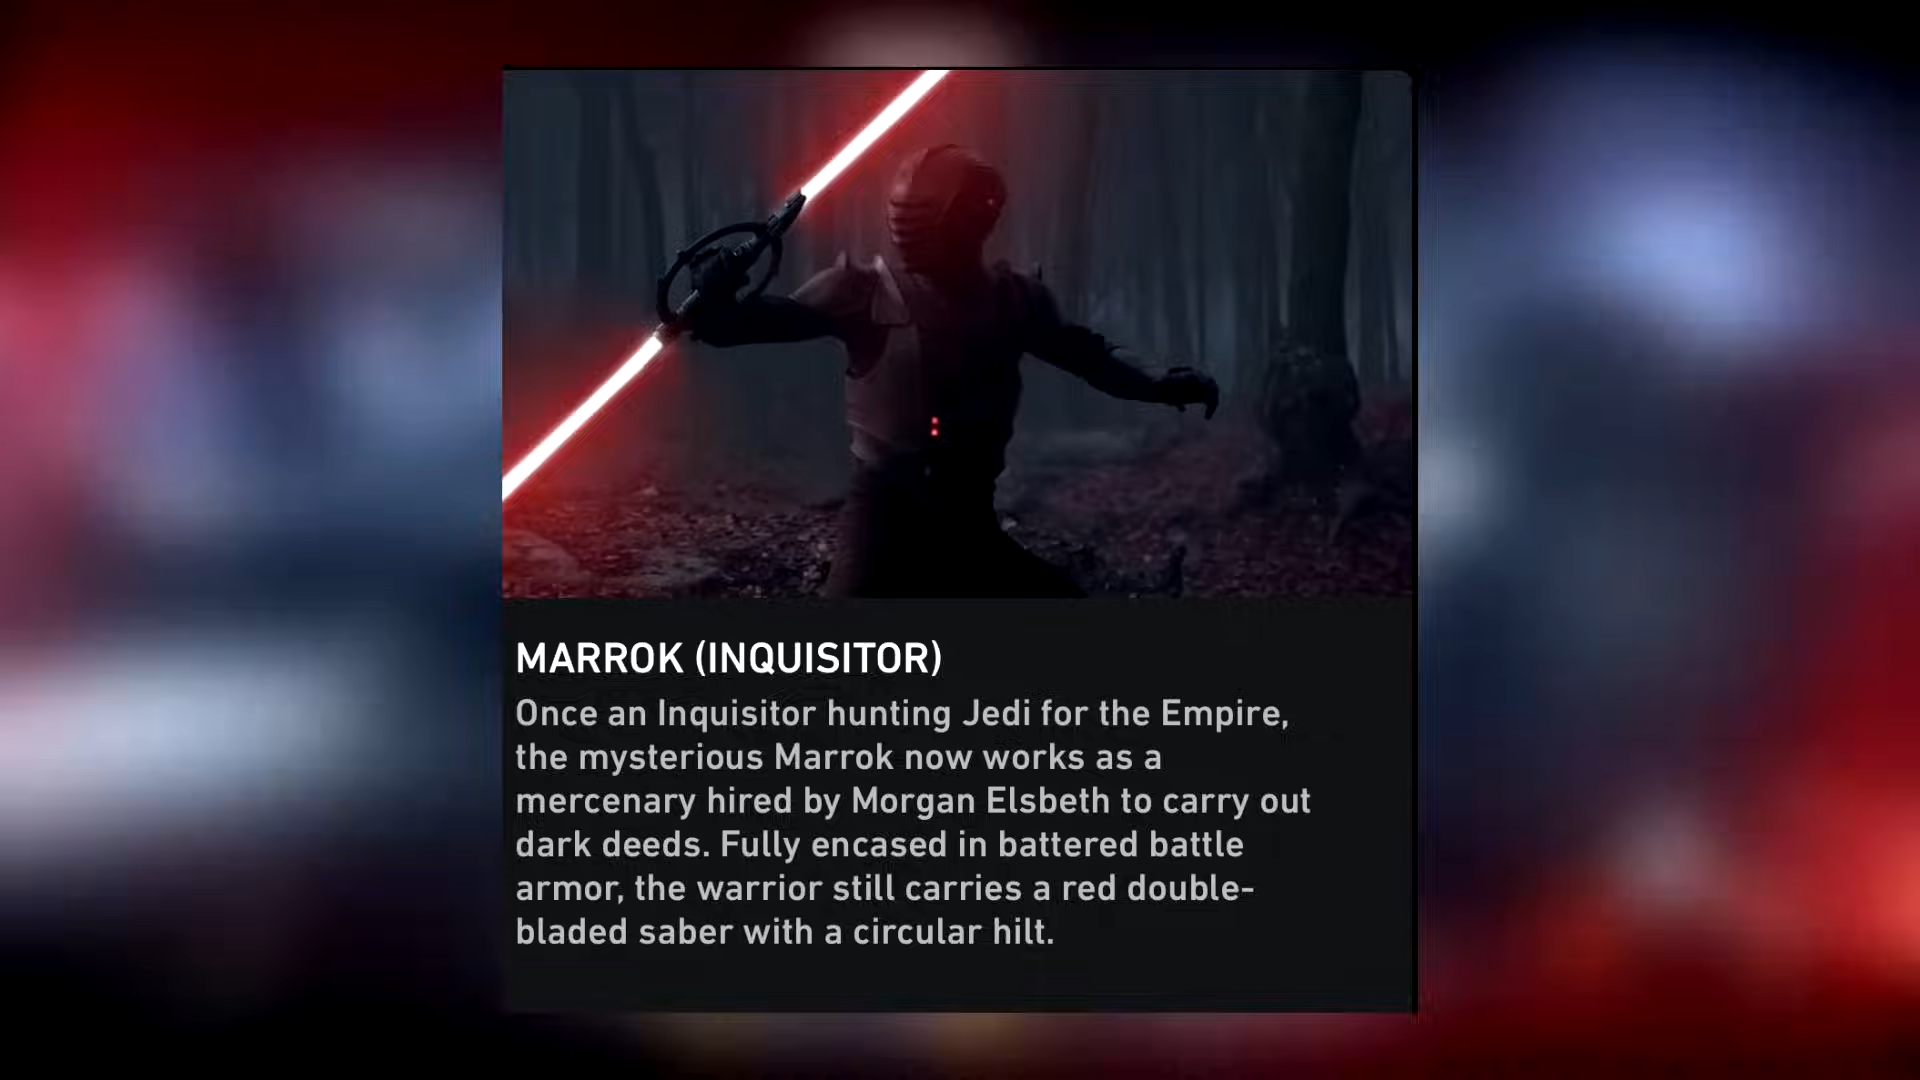 MARROK (INQUISITOR)
Once an Inquisitor hunting Jedi for the Empire,
the mysterious Marrok now works as a
mercenary hired by Morgan Elsbeth to carry out
dark deeds. Fully encased in battered battle
armor, the warrior still carries a red double-
bladed saber with a circular hilt.